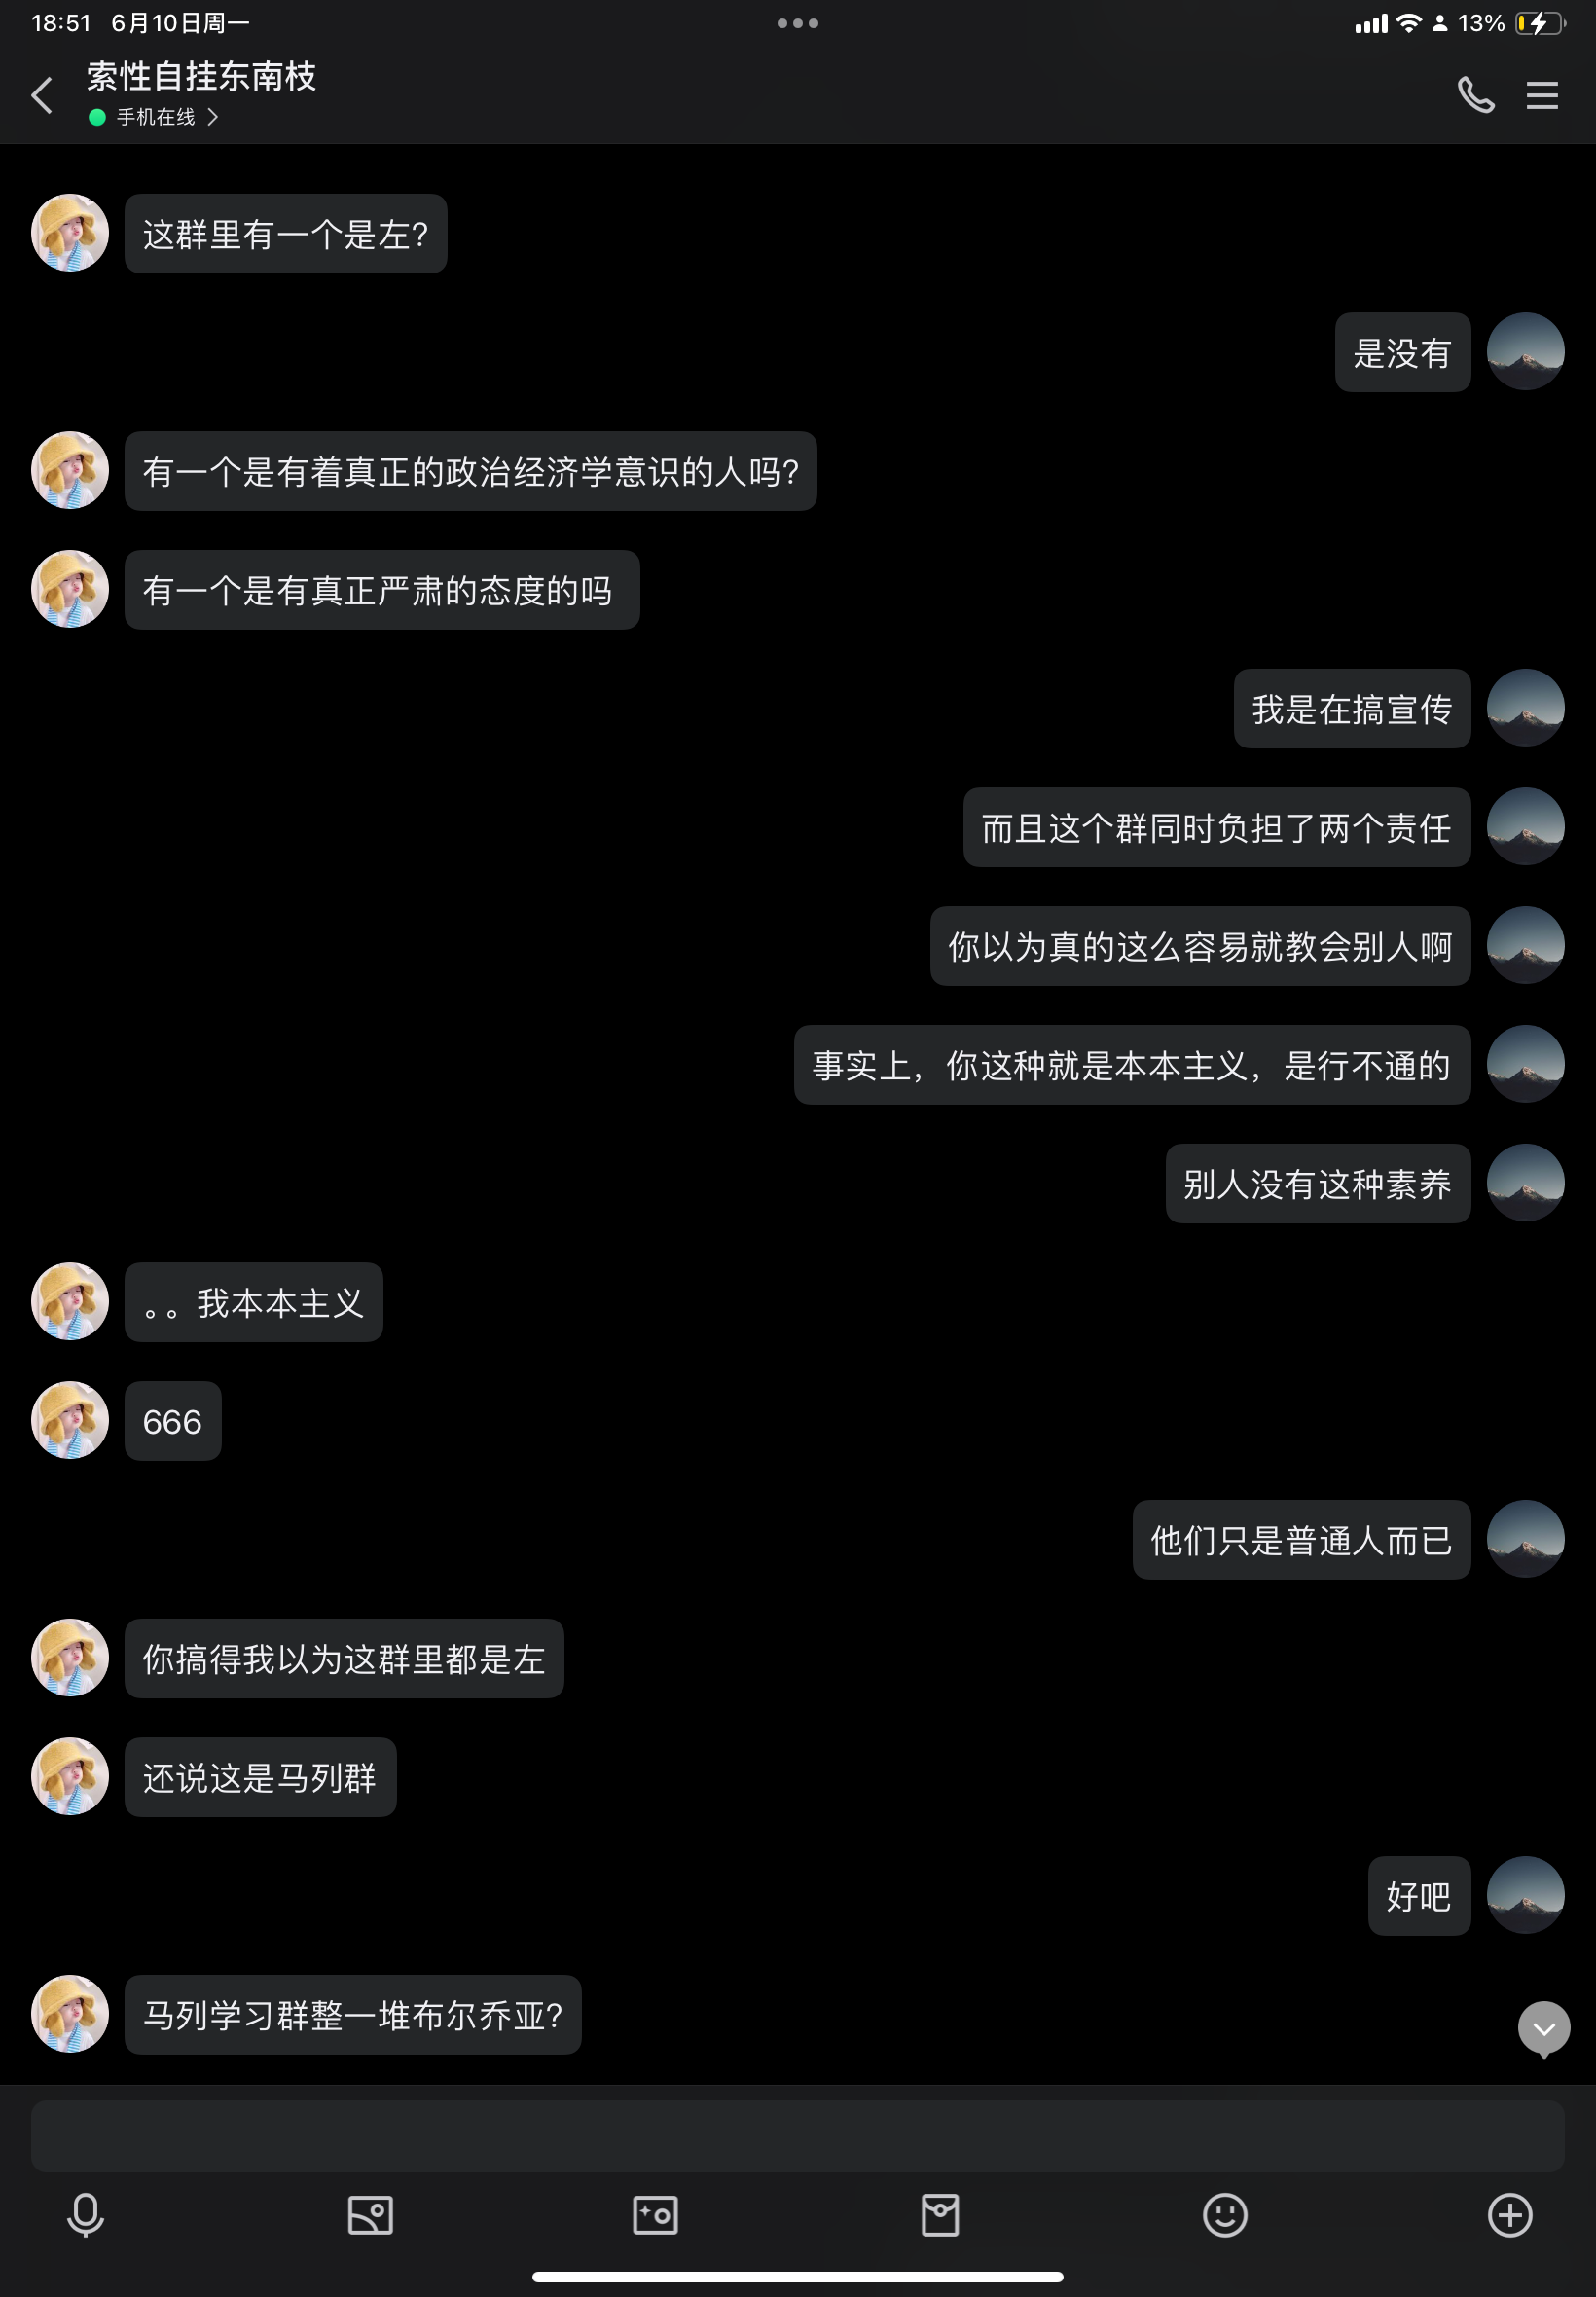 18:51 6月10日周一
13%
索性自挂东南枝
手机在线
这群里有一个是左?
是没有
有一个是有着真正的政治经济学意识的人吗?
有一个是有真正严肃的态度的吗
我是在搞宣传
而且这个群同时负担了两个责任
你以为真的这么容易就教会别人啊
事实上，你这种就是本本主义，是行不通的
别人没有这种素养
。。我本本主义
666
他们只是普通人而已
你搞得我以为这群里都是左
还说这是马列群
好吧
马列学习群整一堆布尔乔亚?